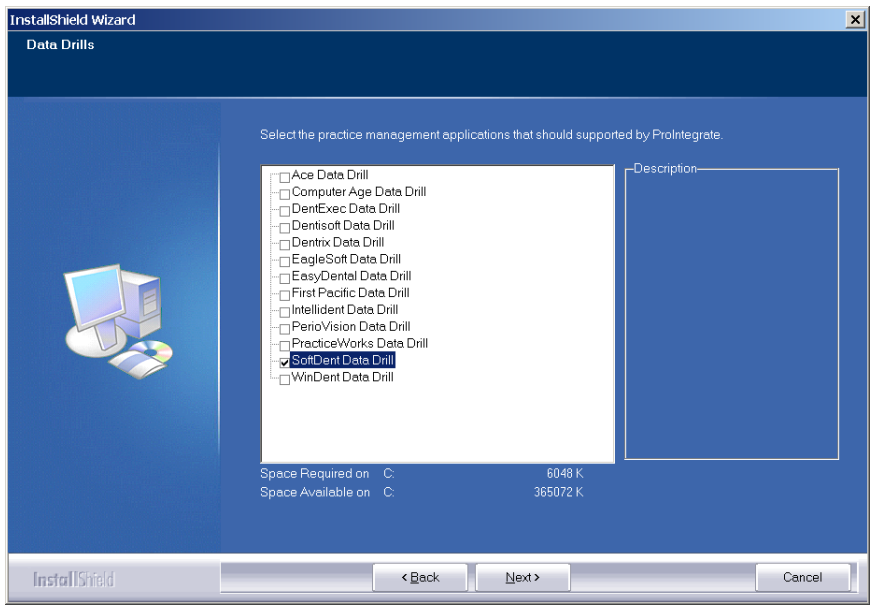 InstallShield Wizard
Data Drills
Select the practice management applications that should supported by ProIntegrate.
Ace Data Drill
Computer Age Data Drill
DentExec Data Drill
Dentisoft Data Drill
Dentrix Data Drill
EagleSoft Data Drill
EasyDental Data Drill
First Pacific Data Drill
Intellident Data Drill
PerioVision Data Drill
PracticeWorks Data Drill
SoftDent Data Drill
WinDent Data Drill
Description
Space Required on C: 6048 K
Space Available on C: 365072 K
InstallShield
< Back Next > Cancel